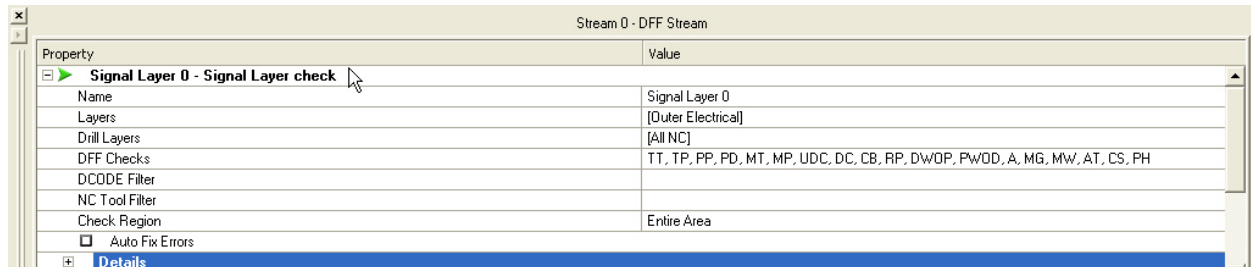 Stream 0 - DFF Stream
Property Value
Signal Layer 0 - Signal Layer check
Name Signal Layer 0
Layers [Outer Electrical]
Drill Layers [All NC]
DFF Checks TT, TP, PP, PD, MT, MP, UDC, DC, CB, RP, DWOP, PWOD, A, MG, MW, AT, CS, PH
DCODE Filter
NC Tool Filter
Check Region Entire Area
Auto Fix Errors
Details